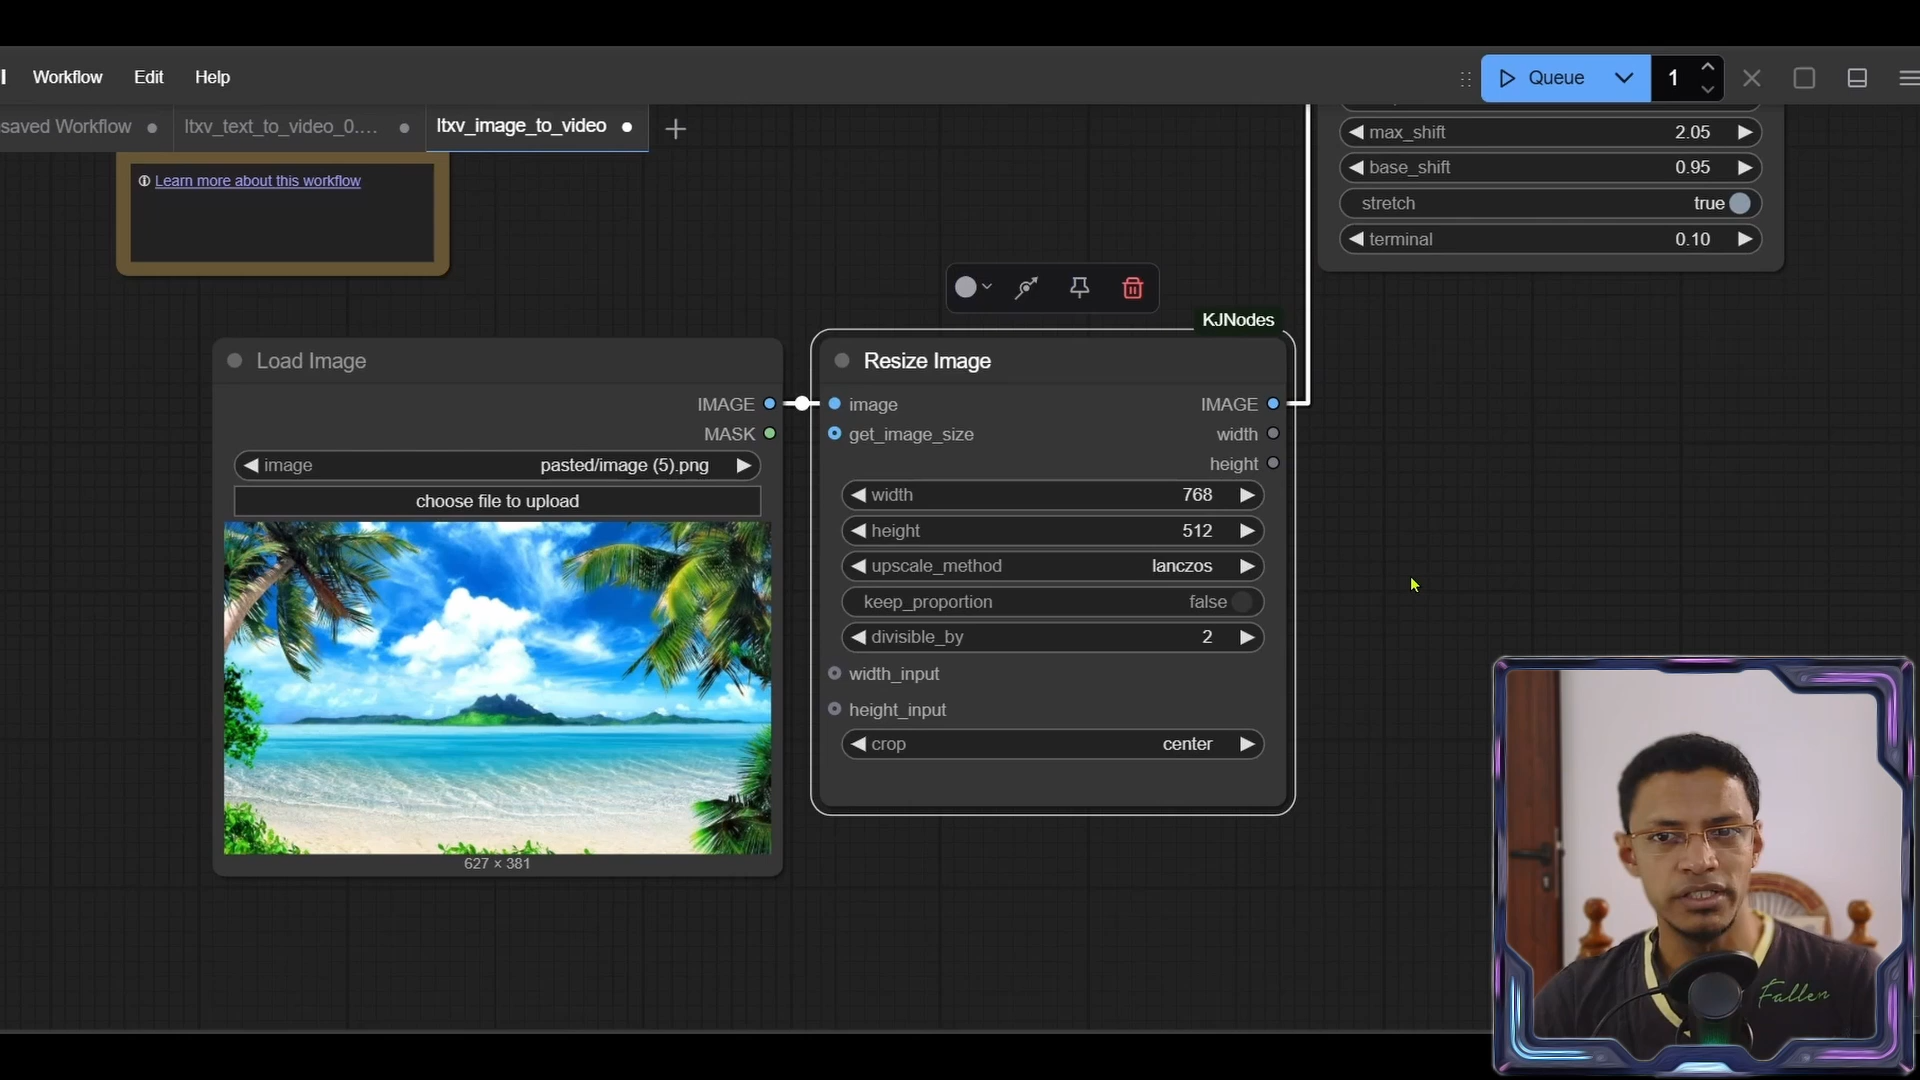 I Workflow Edit Help
Queue 1
saved Workflow
ltxv_text_to_video_0....
ltxv_image_to_video
Learn more about this workflow
max_shift 2.05
base_shift 0.95
stretch true
terminal 0.10
KJNodes
Load Image
IMAGE
MASK
image pasted/image (5).png
choose file to upload
627 × 381
Resize Image
image IMAGE
get_image_size width
height
width 768
height 512
upscale_method lanczos
keep_proportion false
divisible_by 2
width_input
height_input
crop center
Fallen